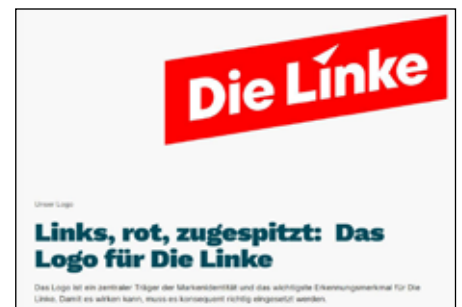 Die Linke
Unser Logo
Links, rot, zugespitzt: Das
Logo für Die Linke
Das Logo ist ein zentraler Träger der Markenidentität und das wichtigste Erkennungsmerkmal für Die
Linke. Damit es wirken kann, muss es konsequent richtig eingesetzt werden.